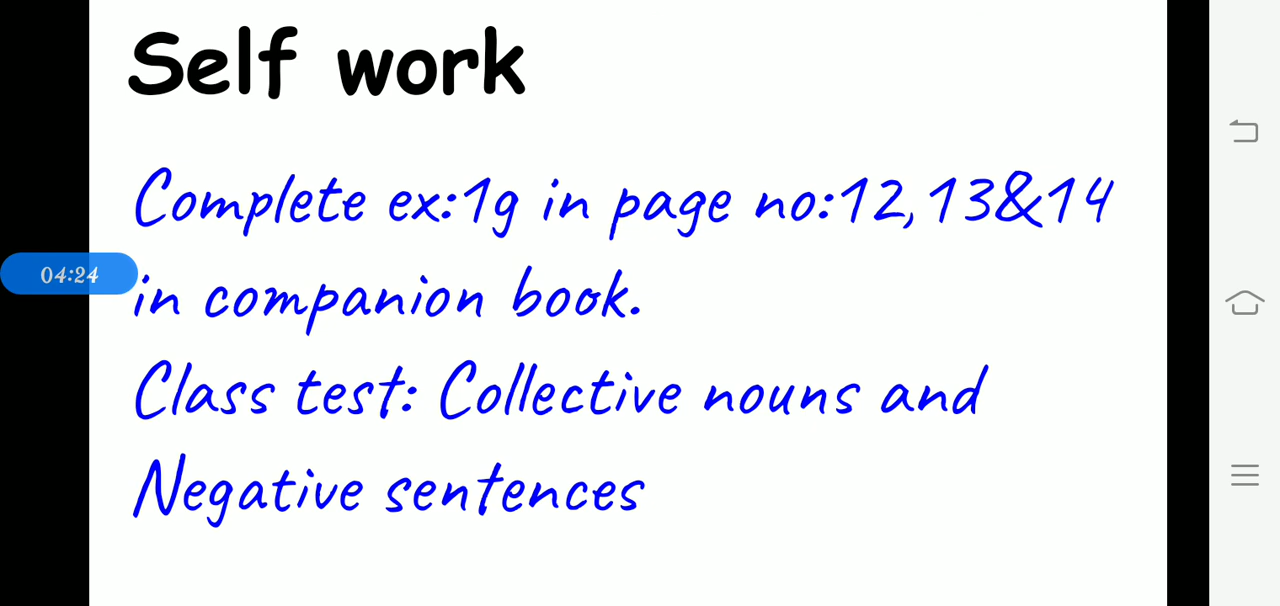 Self work
Complete ex:1g in page no:12,13&14
04:24
in companion book.
Class test: Collective nouns and
Negative sentences